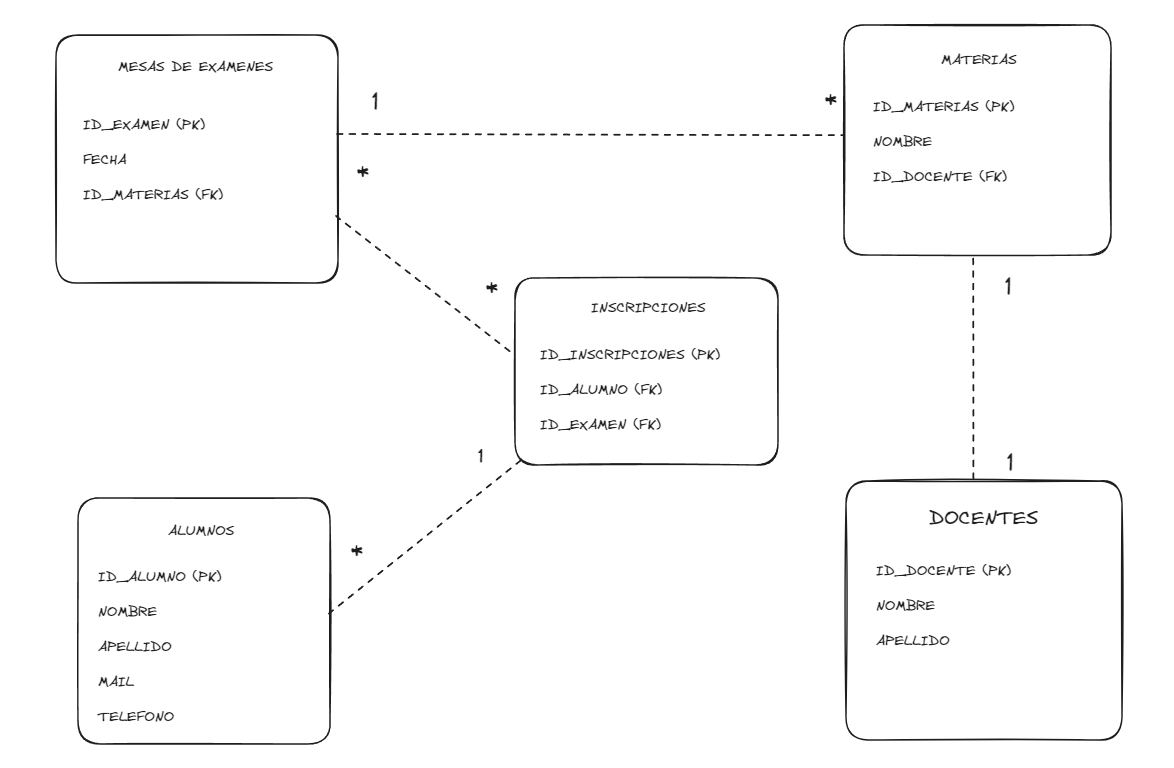 MESAS DE EXAMENES
ID_EXAMEN (PK)
FECHA
ID_MATERIAS (FK)
1
*
*
MATERIAS
ID_MATERIAS (PK)
NOMBRE
ID_DOCENTE (FK)
*
1
INSCRIPCIONES
ID_INSCRIPCIONES (PK)
ID_ALUMNO (FK)
ID_EXAMEN (FK)
1
1
ALUMNOS
ID_ALUMNO (PK)
NOMBRE
APELLIDO
MAIL
TELEFONO
*
DOCENTES
ID_DOCENTE (PK)
NOMBRE
APELLIDO